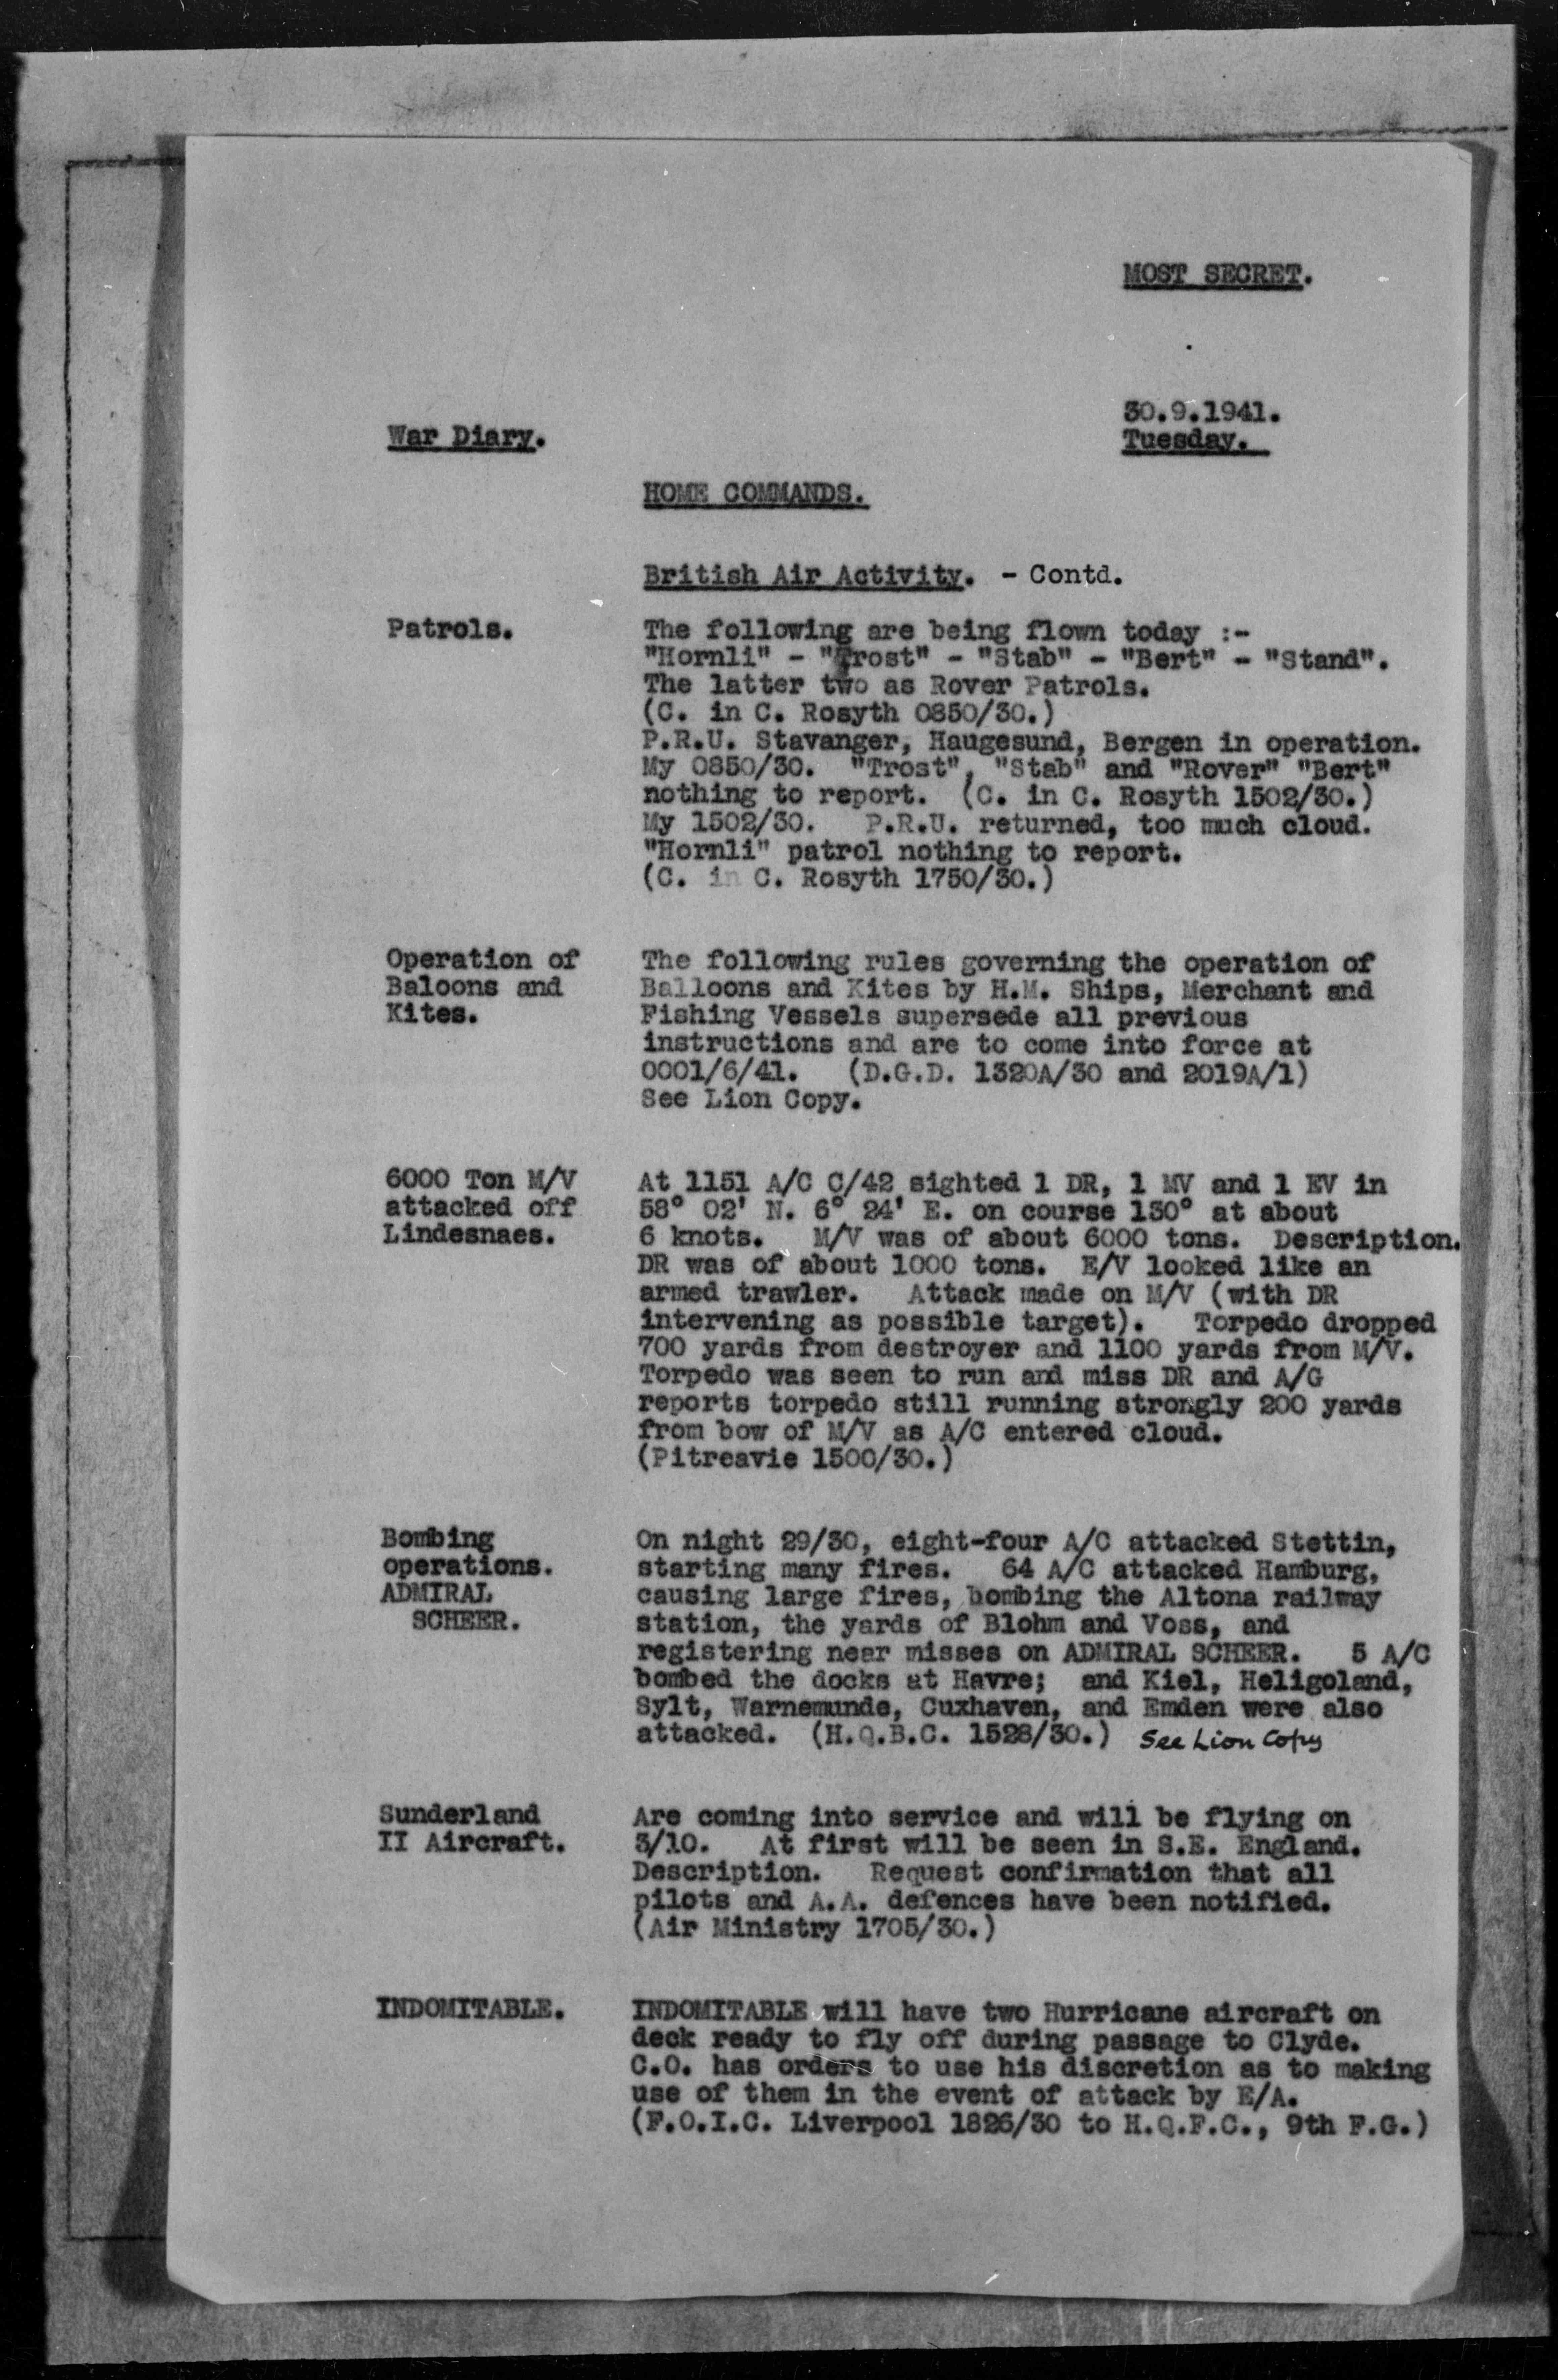 MOST SECRET.
30.9.1941.
War Diary.
Tuesday.
HOME COMMANDS.
British Air Activity. - Contd.
Patrols.
The following are being flown today :-
"Hornli" - "Trost" - "Stab" - "Bert" - "Stand".
The latter two as Rover Patrols.
(C. in C. Rosyth 0850/30.)
P.R.U. Stavanger, Haugesund, Bergen in operation.
My 0850/30. "Trost", "Stab" and "Rover" "Bert"
nothing to report. (C. in C. Rosyth 1502/30.)
My 1502/30. P.R.U. returned, too much cloud.
"Hornli" patrol nothing to report.
(C. in C. Rosyth 1750/30.)
Operation of
Baloons and
Kites.
The following rules governing the operation of
Balloons and Kites by H.M. Ships, Merchant and
Fishing Vessels supersede all previous
instructions and are to come into force at
0001/6/41. (D.G.D. 1320A/30 and 2019A/1)
See Lion Copy.
6000 Ton M/V
attacked off
Lindesnaes.
At 1151 A/C C/42 sighted 1 DR, 1 MV and 1 EV in
58° 02' N. 6° 24' E. on course 130° at about
6 knots. M/V was of about 6000 tons. Description.
DR was of about 1000 tons. E/V looked like an
armed trawler. Attack made on M/V (with DR
intervening as possible target). Torpedo dropped
700 yards from destroyer and 1100 yards from M/V.
Torpedo was seen to run and miss DR and A/G
reports torpedo still running strongly 200 yards
from bow of M/V as A/C entered cloud.
(Pitreavie 1500/30.)
Bombing
operations.
ADMIRAL
SCHEER.
On night 29/30, eight-four A/C attacked Stettin,
starting many fires. 64 A/C attacked Hamburg,
causing large fires, bombing the Altona railway
station, the yards of Blohm and Voss, and
registering near misses on ADMIRAL SCHEER. 5 A/C
bombed the docks at Havre; and Kiel, Heligoland,
Sylt, Warnemunde, Cuxhaven, and Emden were also
attacked. (H.Q.B.C. 1528/30.) See Lion Copy
Sunderland
II Aircraft.
Are coming into service and will be flying on
3/10. At first will be seen in S.E. England.
Description. Request confirmation that all
pilots and A.A. defences have been notified.
(Air Ministry 1705/30.)
INDOMITABLE.
INDOMITABLE will have two Hurricane aircraft on
deck ready to fly off during passage to Clyde.
C.O. has orders to use his discretion as to making
use of them in the event of attack by E/A.
(F.O.I.C. Liverpool 1826/30 to H.Q.F.C., 9th F.G.)